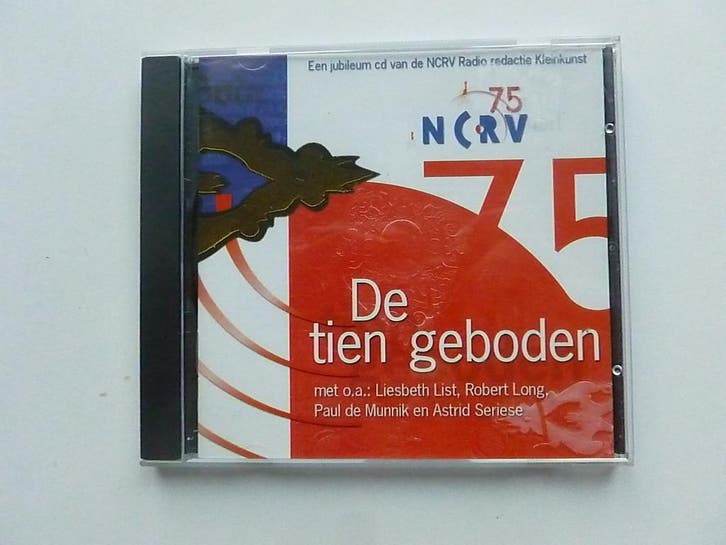 Een jubileum cd van de NCRV Radio redactie Kleinkunst
75
NCRV
75
De
tien geboden
met o.a.: Liesbeth List, Robert Long,
Paul de Munnik en Astrid Seriese